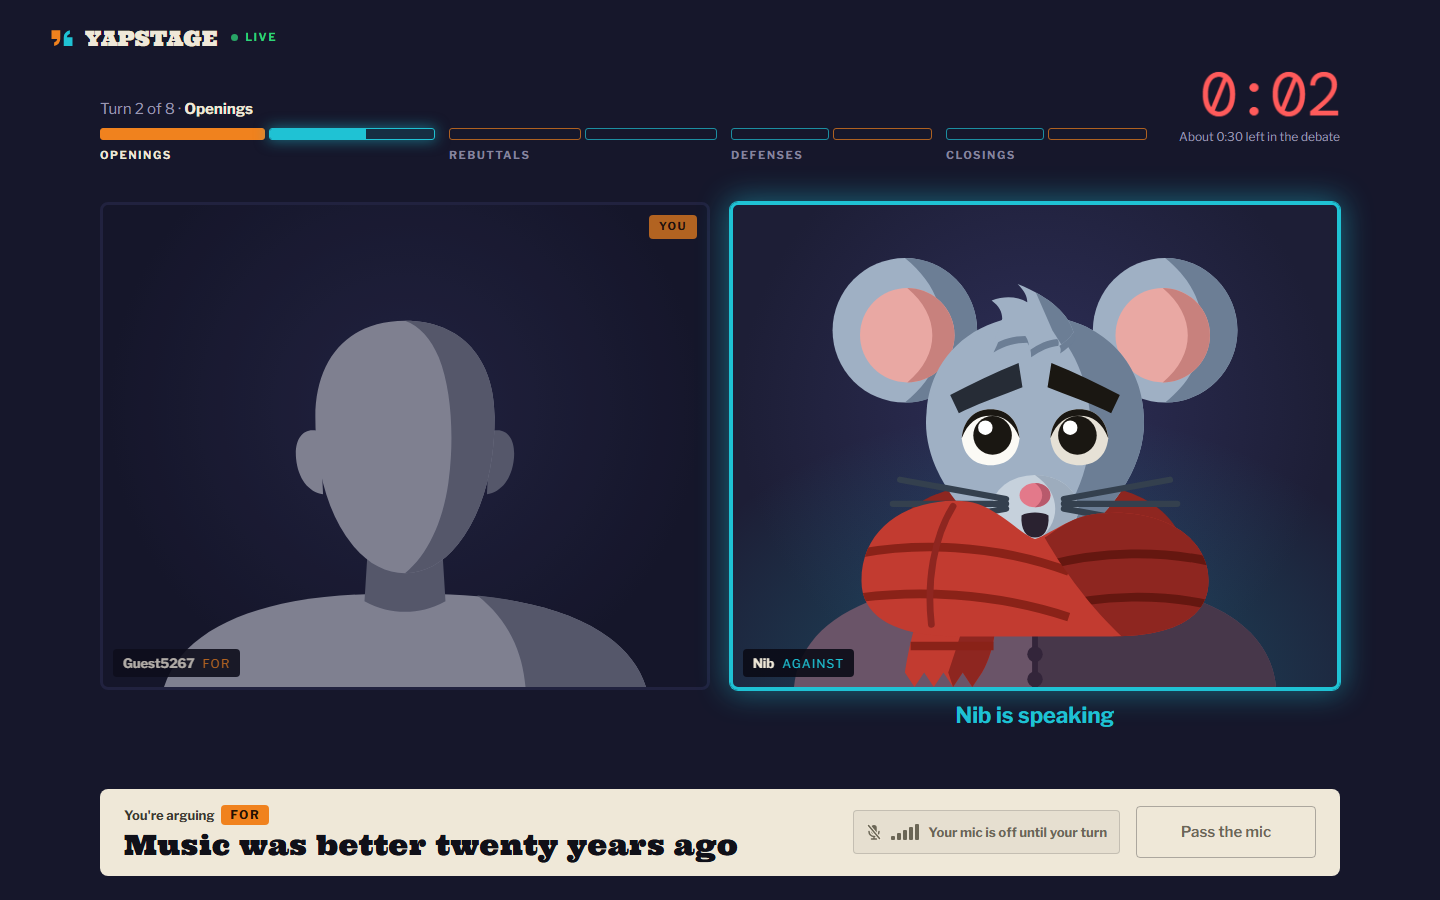 YAPSTAGE LIVE
0:02
Turn 2 of 8 · Openings
About 0:30 left in the debate
OPENINGS REBUTTALS DEFENSES CLOSINGS
YOU
Guest5267 FOR
Nib AGAINST
Nib is speaking
You're arguing FOR
Music was better twenty years ago
Your mic is off until your turn
Pass the mic